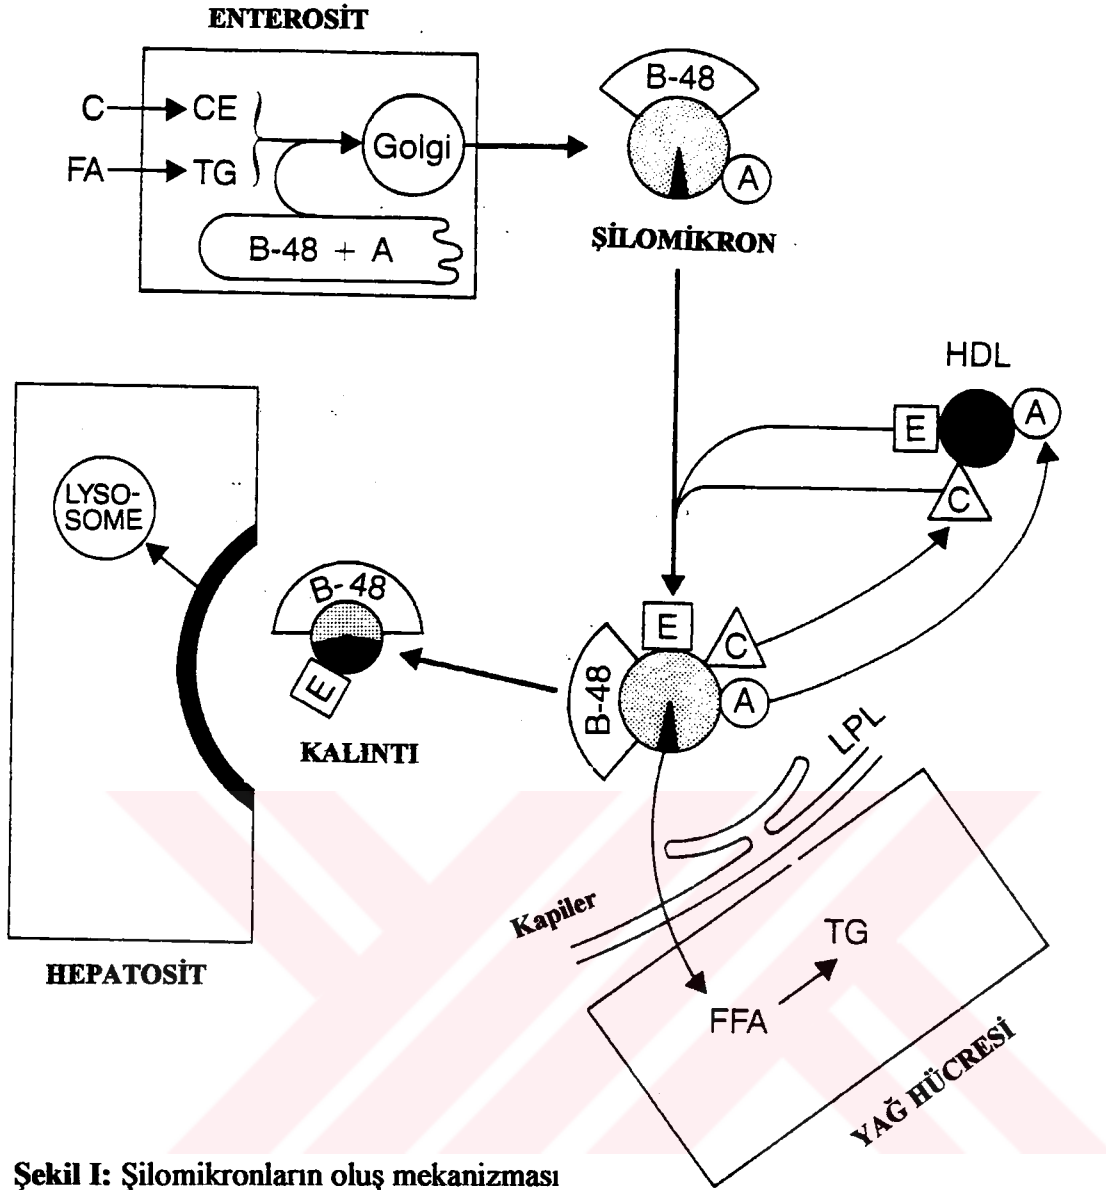 ENTEROSİT
C CE
FA TG
Golgi
B-48 + A
B-48
A
ŞİLOMİKRON
HDL
E
A
C
LYSO-
SOME
B-48
E
KALINTI
E
C
B-48
A
LPL
Kapiler
TG
FFA
HEPATOSİT
YAĞ HÜCRESİ
Şekil I: Şilomikronların oluş mekanizması